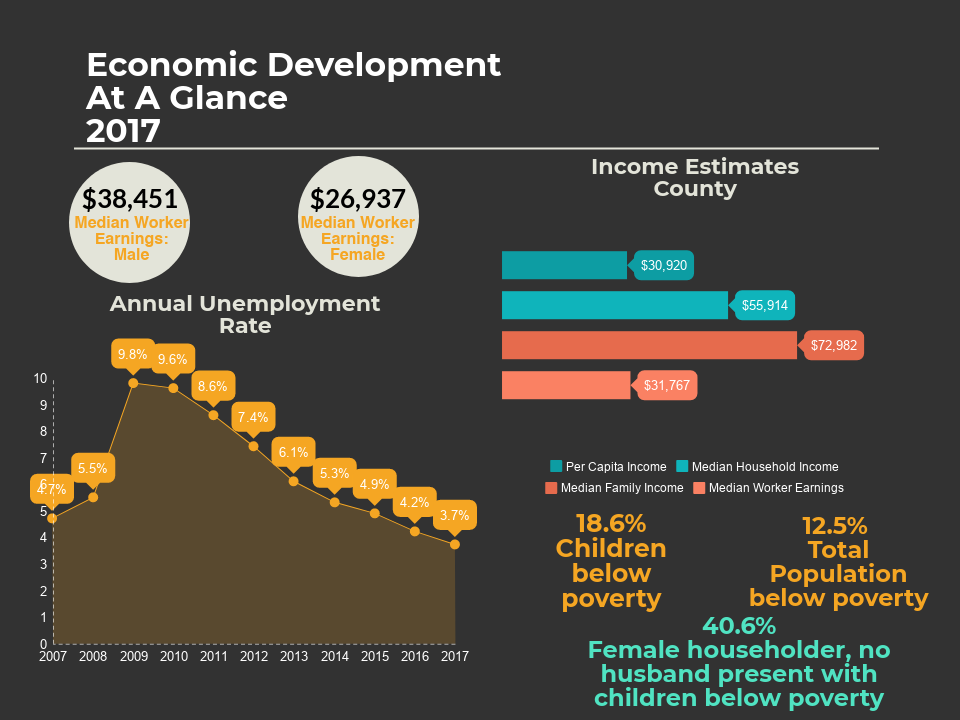 Economic Development
At A Glance
2017
$38,451
Median Worker
Earnings:
Male
$26,937
Median Worker
Earnings:
Female
Annual Unemployment
Rate
10
9
8
7
6
5
4
3
2
1
0
4.7%
5.5%
9.8%
9.6%
8.6%
7.4%
6.1%
5.3%
4.9%
4.2%
3.7%
2007 2008 2009 2010 2011 2012 2013 2014 2015 2016 2017
Income Estimates
County
$30,920
$55,914
$72,982
$31,767
Per Capita Income Median Household Income
Median Family Income Median Worker Earnings
18.6%
Children
below
poverty
12.5%
Total
Population
below poverty
40.6%
Female householder, no
husband present with
children below poverty